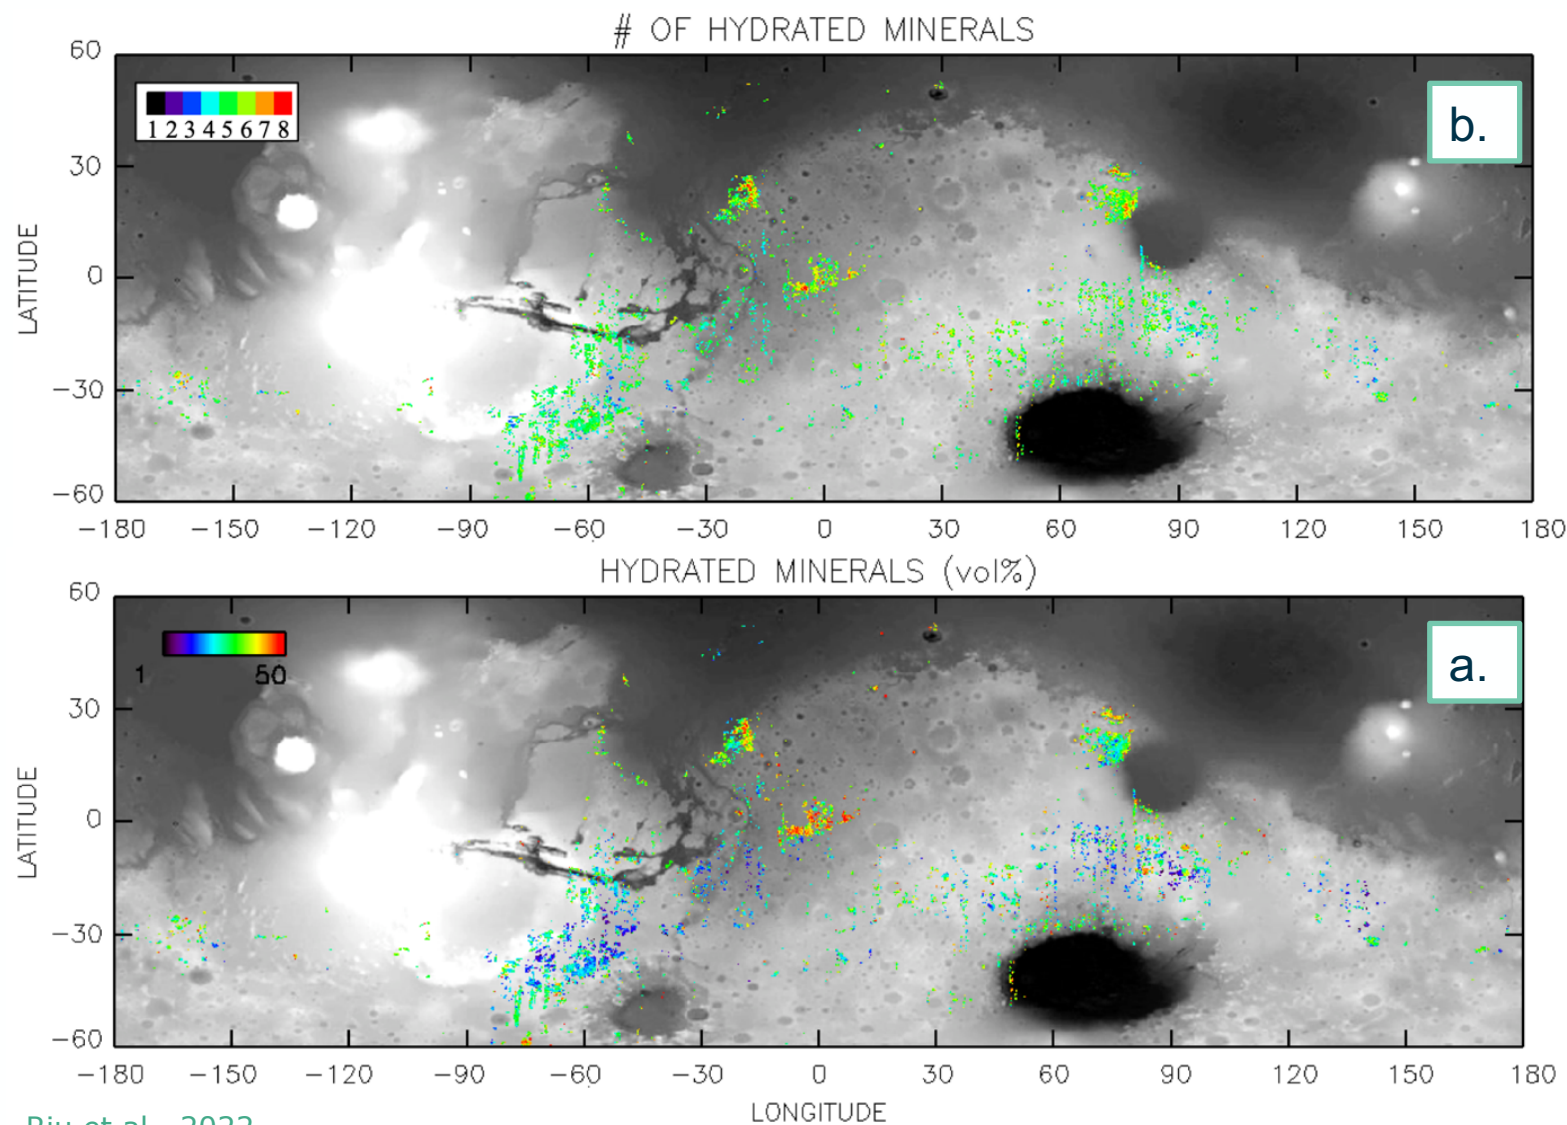 # OF HYDRATED MINERALS
60
1 2 3 4 5 6 7 8
b.
30
LATITUDE
0
−30
−60
−180 −150 −120 −90 −60 −30 0 30 60 90 120 150 180
HYDRATED MINERALS (vol%)
60
a.
1 50
30
LATITUDE
0
−30
−60
−180 −150 −120 −90 −60 −30 0 30 60 90 120 150 180
LONGITUDE